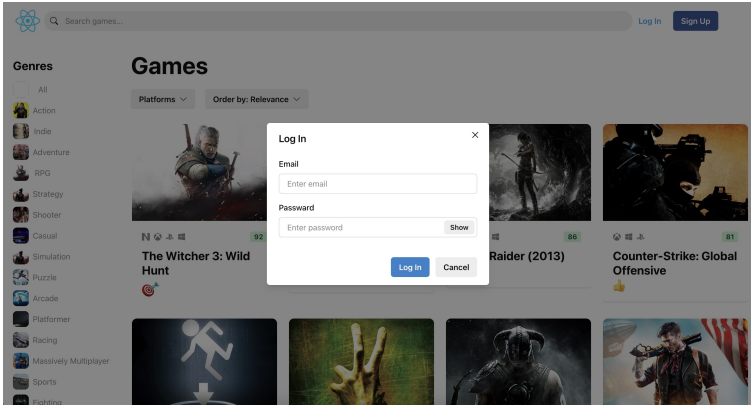 Search games...
Log In
Sign Up
Genres
All
Action
Indie
Adventure
RPG
Strategy
Shooter
Casual
Simulation
Puzzle
Arcade
Platformer
Racing
Massively Multiplayer
Sports
Fighting
Games
Platforms
Order by: Relevance
92
The Witcher 3: Wild
Hunt
86
Raider (2013)
81
Counter-Strike: Global
Offensive
Log In
Email
Enter email
Passward
Enter password
Show
Log In
Cancel